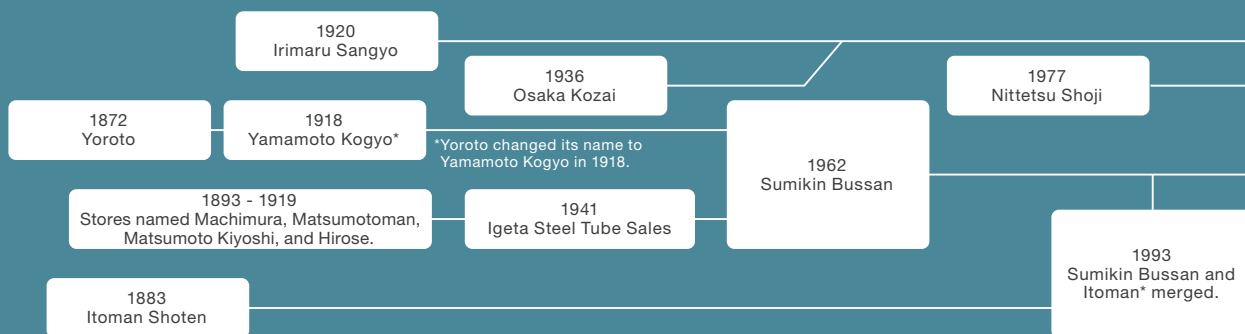 1920
Irimaru Sangyo
1936
Osaka Kozai
1977
Nittetsu Shoji
1872
Yoroto
1918
Yamamoto Kogyo*
*Yoroto changed its name to
Yamamoto Kogyo in 1918.
1962
Sumikin Bussan
1893 - 1919
Stores named Machimura, Matsumotoman,
Matsumoto Kiyoshi, and Hirose.
1941
Igeta Steel Tube Sales
1993
Sumikin Bussan and
Itoman* merged.
1883
Itoman Shoten